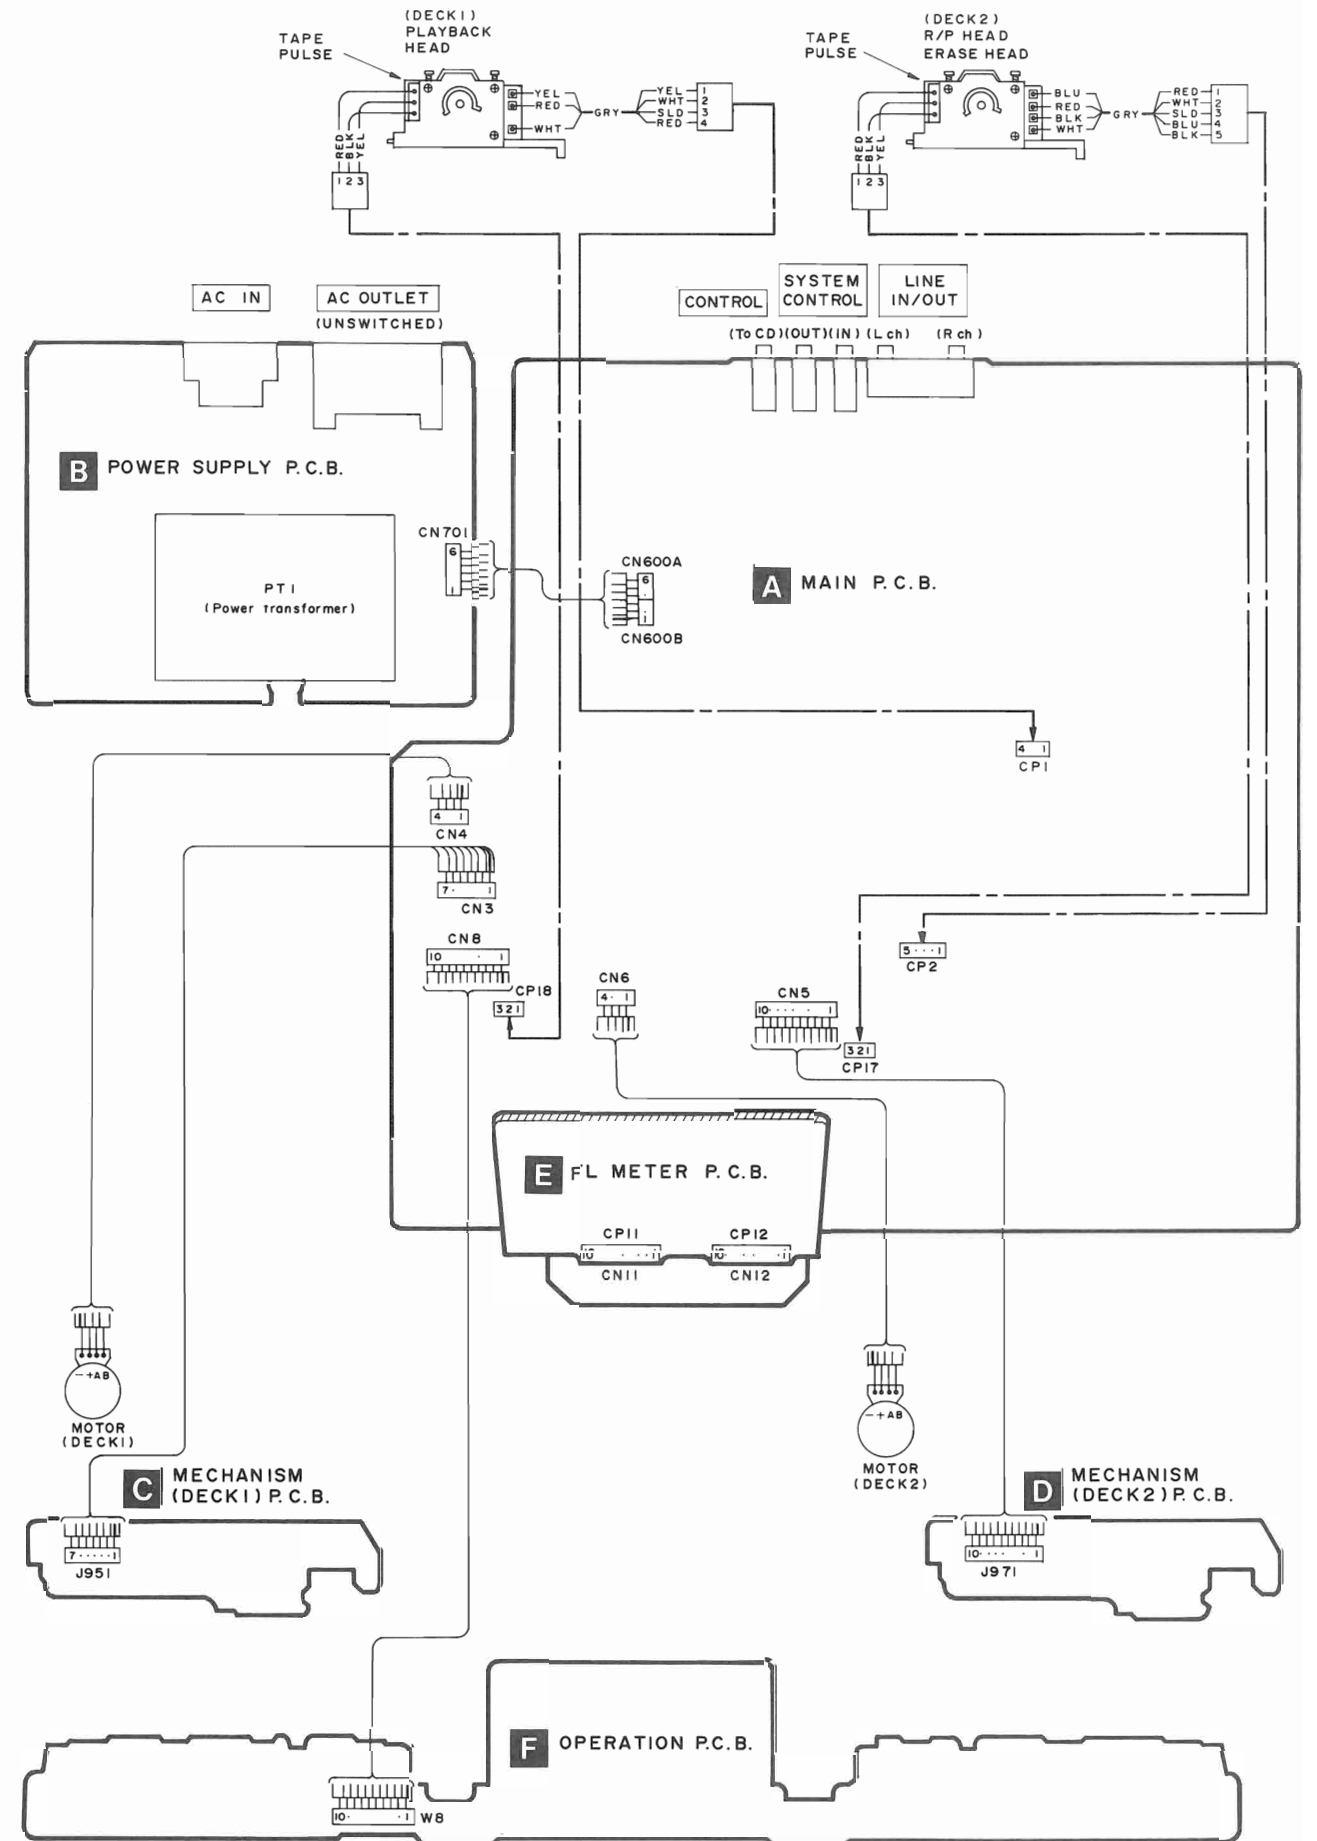 (DECK1)
PLAYBACK
HEAD
TAPE
PULSE
YEL
RED
WHT
GRY
YEL 1
WHT 2
SLD 3
RED 4
RED
BLK
YEL
1 2 3
(DECK2)
R/P HEAD
ERASE HEAD
TAPE
PULSE
BLU
RED
BLK
WHT
GRY
RED 1
WHT 2
SLD 3
BLU 4
BLK 5
RED
BLK
YEL
1 2 3
AC IN
AC OUTLET
(UNSWITCHED)
CONTROL
SYSTEM
CONTROL
LINE
IN/OUT
(To CD)(OUT)(IN)(L ch) (R ch)
B POWER SUPPLY P.C.B.
CN701
6
1
PT1
(Power transformer)
CN600A
6
1
CN600B
A MAIN P.C.B.
4 1
CP1
4 1
CN4
7 · 1
CN3
CN8
10 · 1
CP18
321
CN6
4 · 1
CN5
10 · · · · · 1
5 · · · 1
CP2
321
CP17
E FL METER P.C.B.
CP11
10 · · · 1
CN11
CP12
10 · · · 1
CN12
−+AB
MOTOR
(DECK1)
−+AB
MOTOR
(DECK2)
C MECHANISM
(DECK1) P.C.B.
7 · · · · · 1
J951
D MECHANISM
(DECK2) P.C.B.
10 · · · · · 1
J971
F OPERATION P.C.B.
10 · · 1 W8